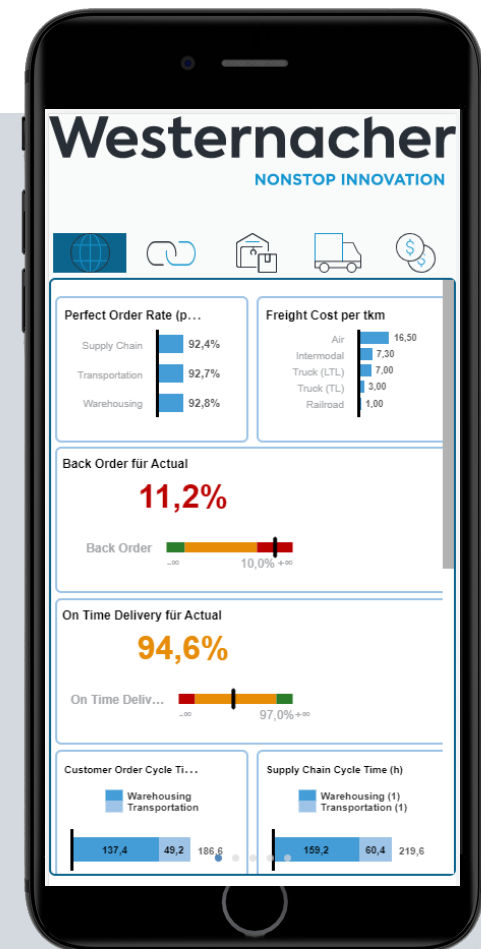 Westernacher
NONSTOP INNOVATION
$
$
Perfect Order Rate (p...
Supply Chain 92,4%
Transportation 92,7%
Warehousing 92,8%
Freight Cost per tkm
Air 16,50
Intermodal 7,30
Truck (LTL) 7,00
Truck (TL) 3,00
Railroad 1,00
Back Order für Actual
11,2%
Back Order
-∞ 10,0% +∞
On Time Delivery für Actual
94,6%
On Time Deliv...
-∞ 97,0% +∞
Customer Order Cycle Ti...
Warehousing
Transportation
137,4 49,2 186,6
Supply Chain Cycle Time (h)
Warehousing (1)
Transportation (1)
159,2 60,4 219,6